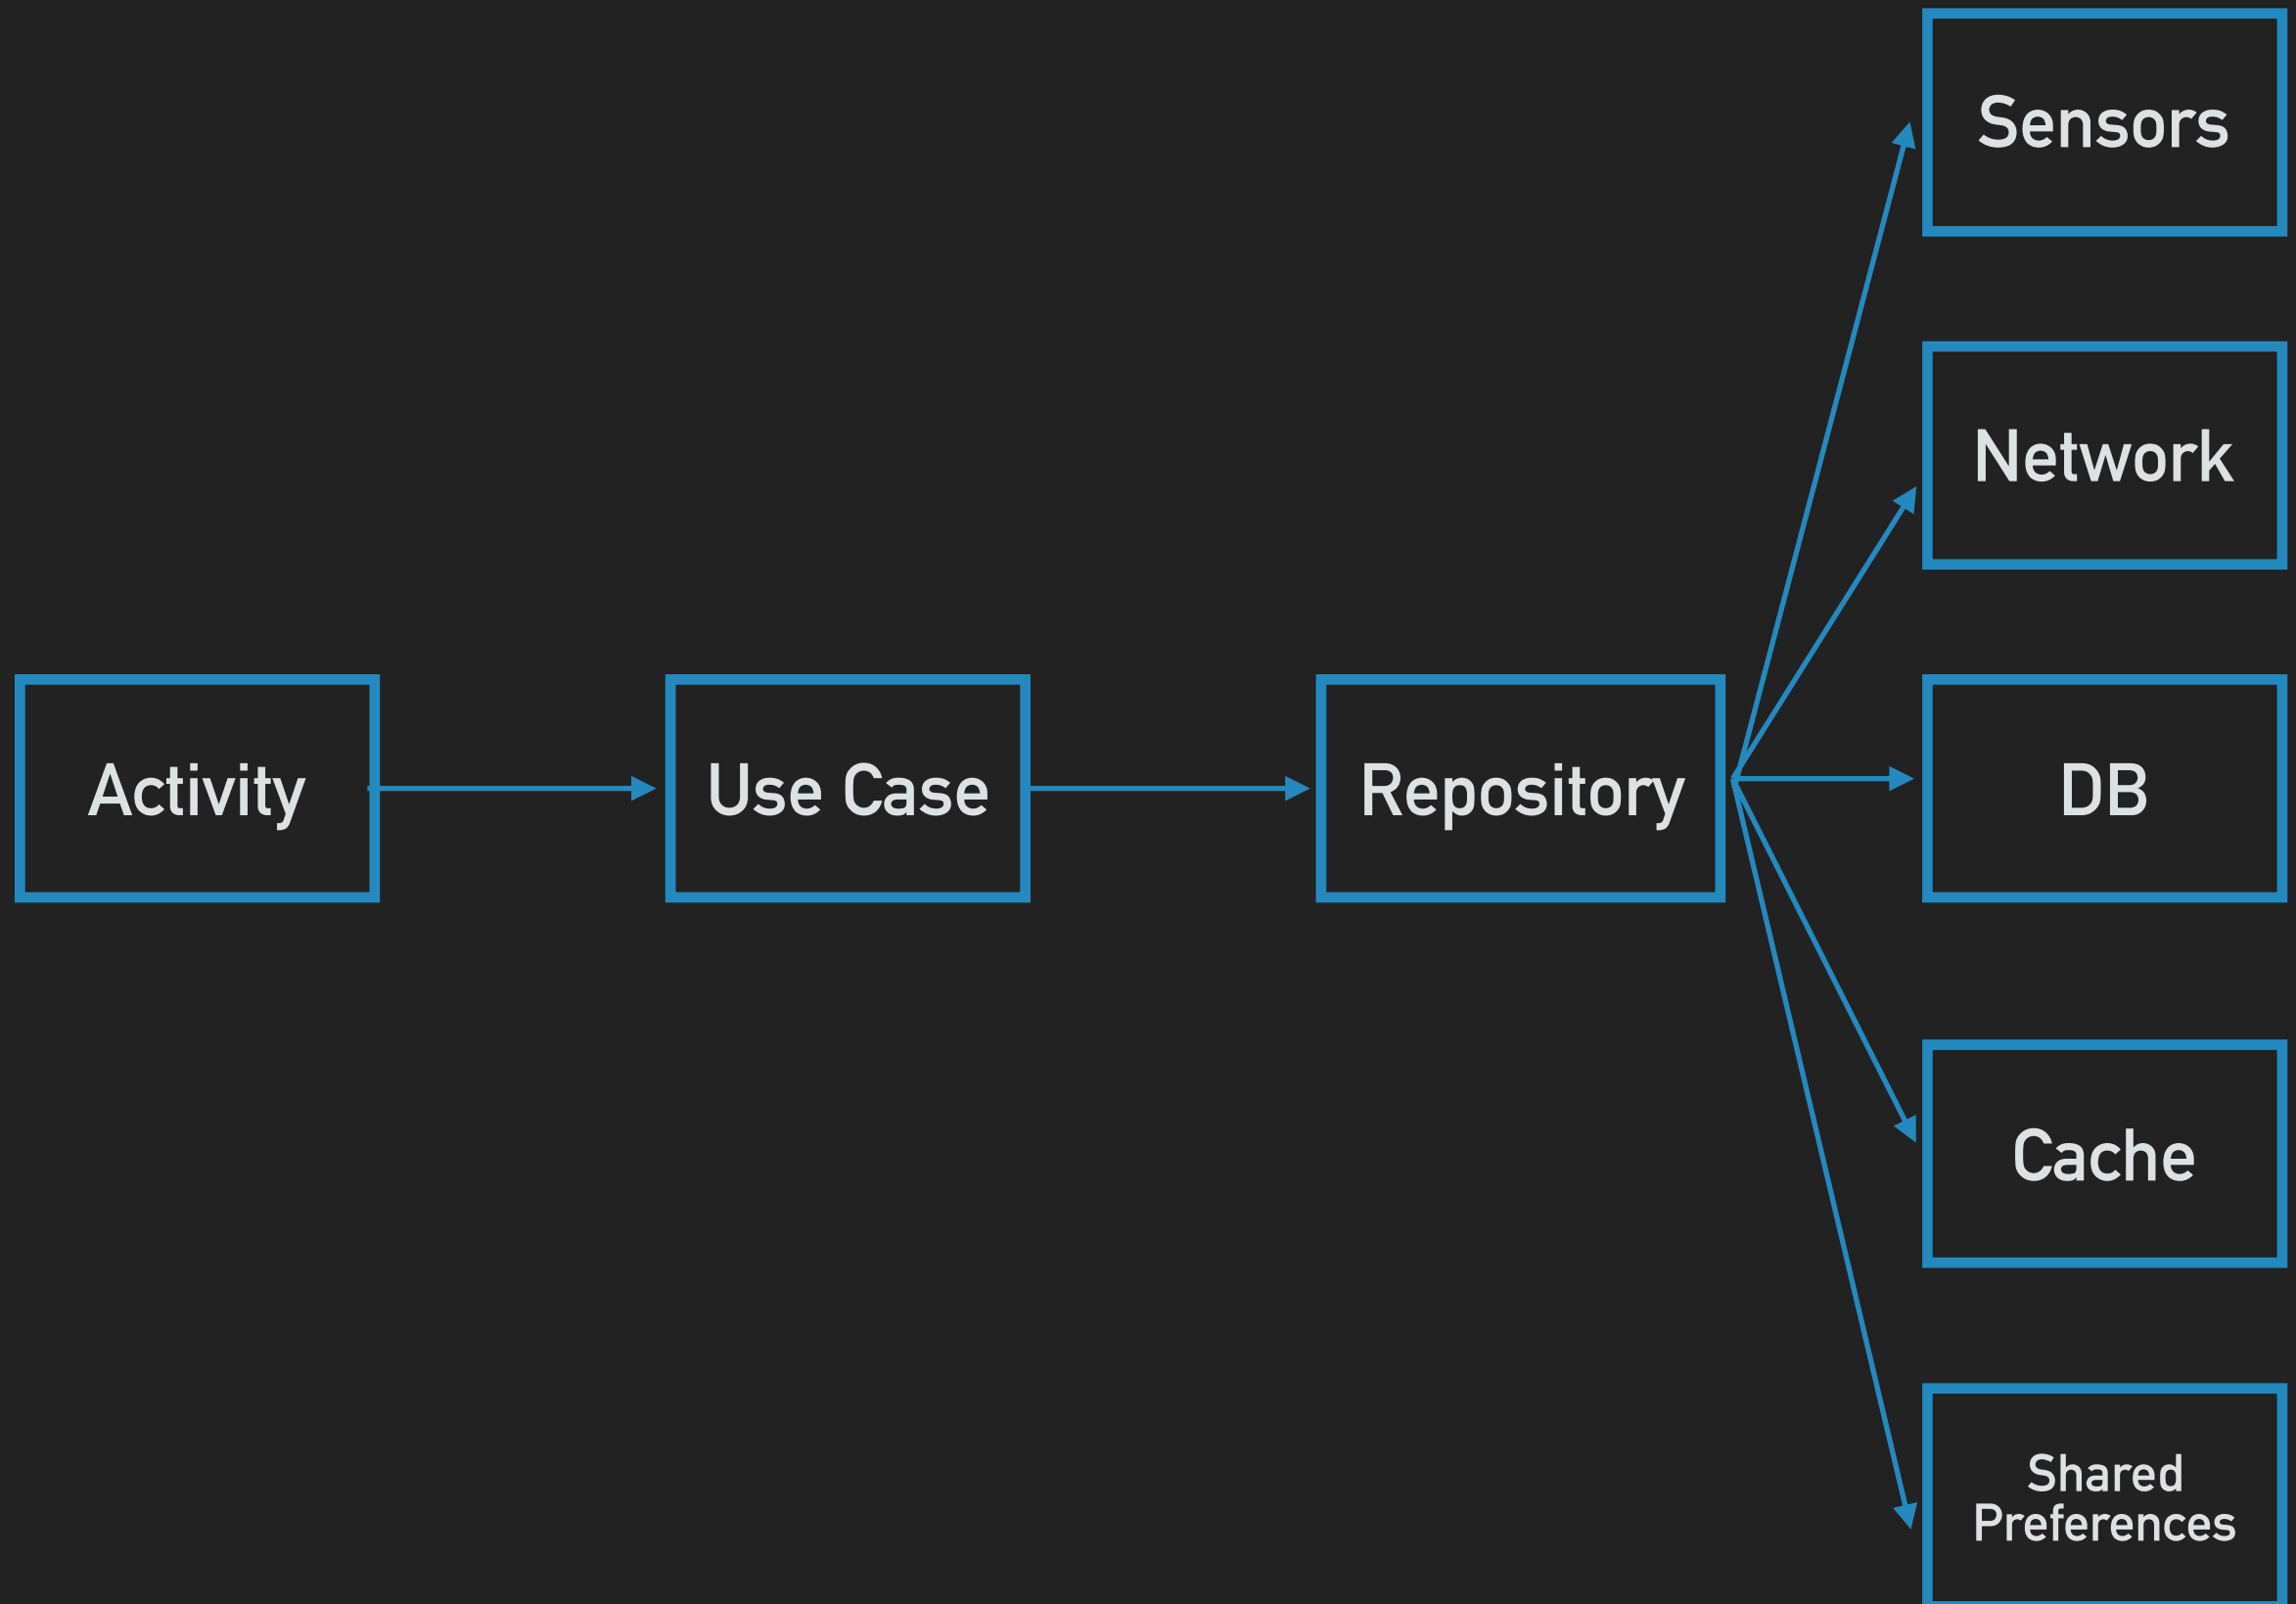 Sensors
Network
Activity
Use Case
Repository
DB
Cache
Shared
Preferences